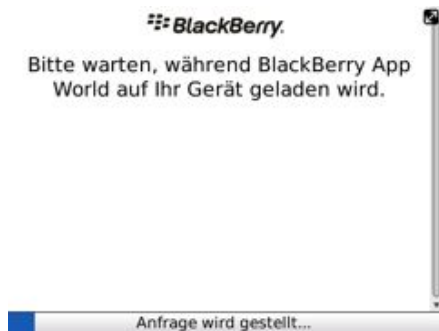 BlackBerry.
Bitte warten, während BlackBerry App
World auf Ihr Gerät geladen wird.
Anfrage wird gestellt...